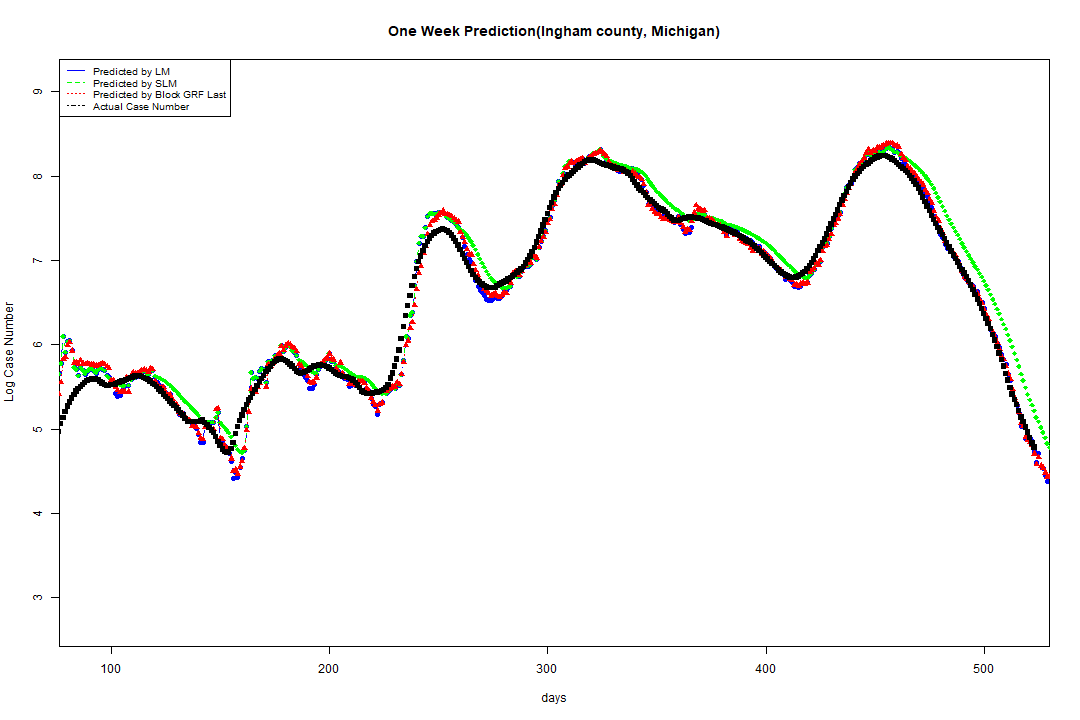 One Week Prediction(Ingham county, Michigan)
Predicted by LM
Predicted by SLM
Predicted by Block GRF Last
Actual Case Number
9
8
7
6
5
4
3
Log Case Number
100 200 300 400 500
days